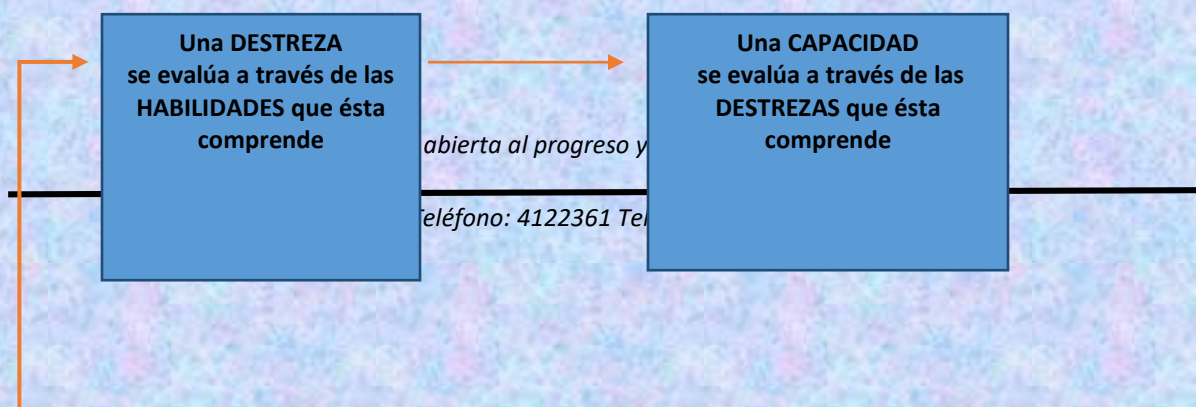 Una DESTREZA
se evalúa a través de las
HABILIDADES que ésta
comprende
Una CAPACIDAD
se evalúa a través de las
DESTREZAS que ésta
comprende
abierta al progreso y
Teléfono: 4122361 Tel